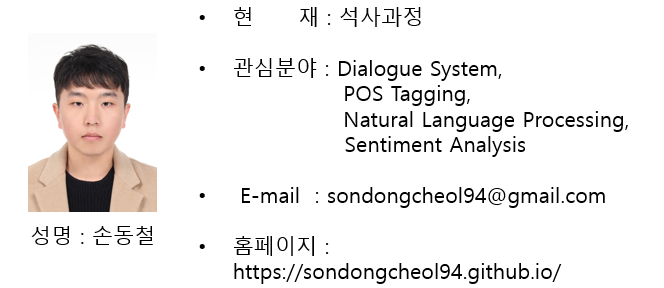 • 현 재 : 석사과정
• 관심분야 : Dialogue System,
POS Tagging,
Natural Language Processing,
Sentiment Analysis
• E-mail : sondongcheol94@gmail.com
• 홈페이지 :
https://sondongcheol94.github.io/
성명 : 손동철